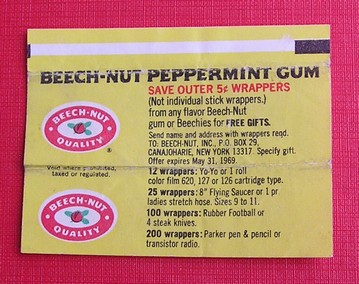 BEECH-NUT PEPPERMINT GUM
SAVE OUTER 5¢ WRAPPERS
(Not individual stick wrappers.)
from any flavor Beech-Nut
gum or Beechies for FREE GIFTS.
Send name and address with wrappers reqd.
TO: BEECH-NUT, INC., P.O. BOX 29,
CANAJOHARIE, NEW YORK 13317 Specify gift.
Offer expires May 31, 1969.
12 wrappers: Yo-Yo or 1 roll
color film 620, 127 or 126 cartridge type.
25 wrappers: 8" Flying Saucer or 1 pr
ladies stretch hose. Sizes 9 to 11.
100 wrappers: Rubber Football or
4 steak knives.
200 wrappers: Parker pen & pencil or
transistor radio.
BEECH-NUT
QUALITY
®
Void where prohibited,
taxed or regulated.
BEECH-NUT
QUALITY